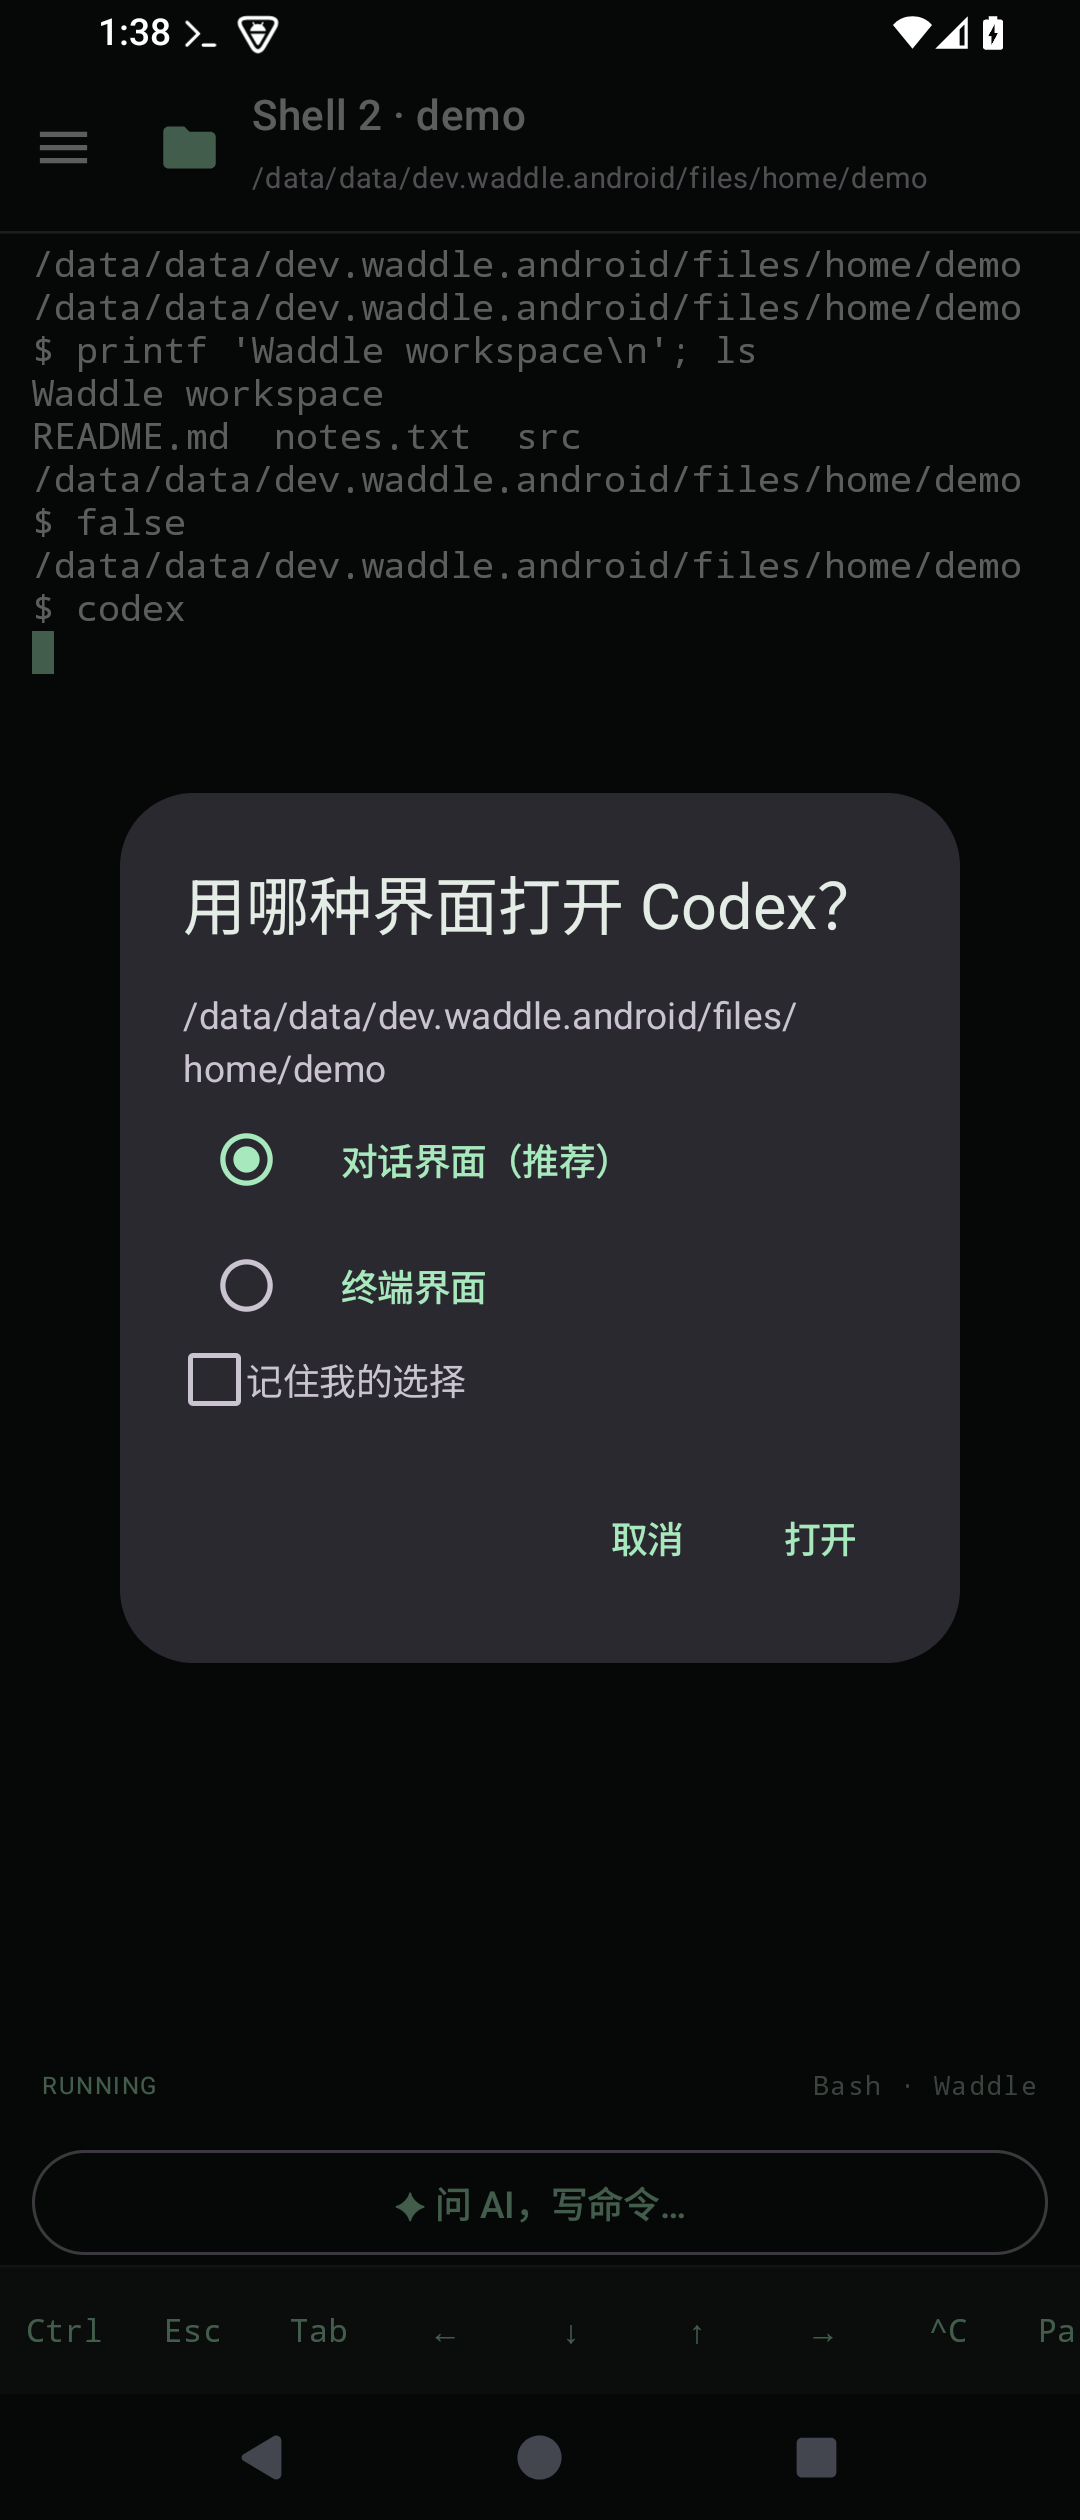 1:38
Shell 2 · demo
/data/data/dev.waddle.android/files/home/demo
/data/data/dev.waddle.android/files/home/demo
/data/data/dev.waddle.android/files/home/demo
$ printf 'Waddle workspace\n'; ls
Waddle workspace
README.md  notes.txt  src
/data/data/dev.waddle.android/files/home/demo
$ false
/data/data/dev.waddle.android/files/home/demo
$ codex
用哪种界面打开 Codex？
/data/data/dev.waddle.android/files/
home/demo
对话界面（推荐）
终端界面
记住我的选择
取消 打开
RUNNING Bash · Waddle
✦ 问 AI，写命令…
Ctrl Esc Tab ← ↓ ↑ → ^C Pa